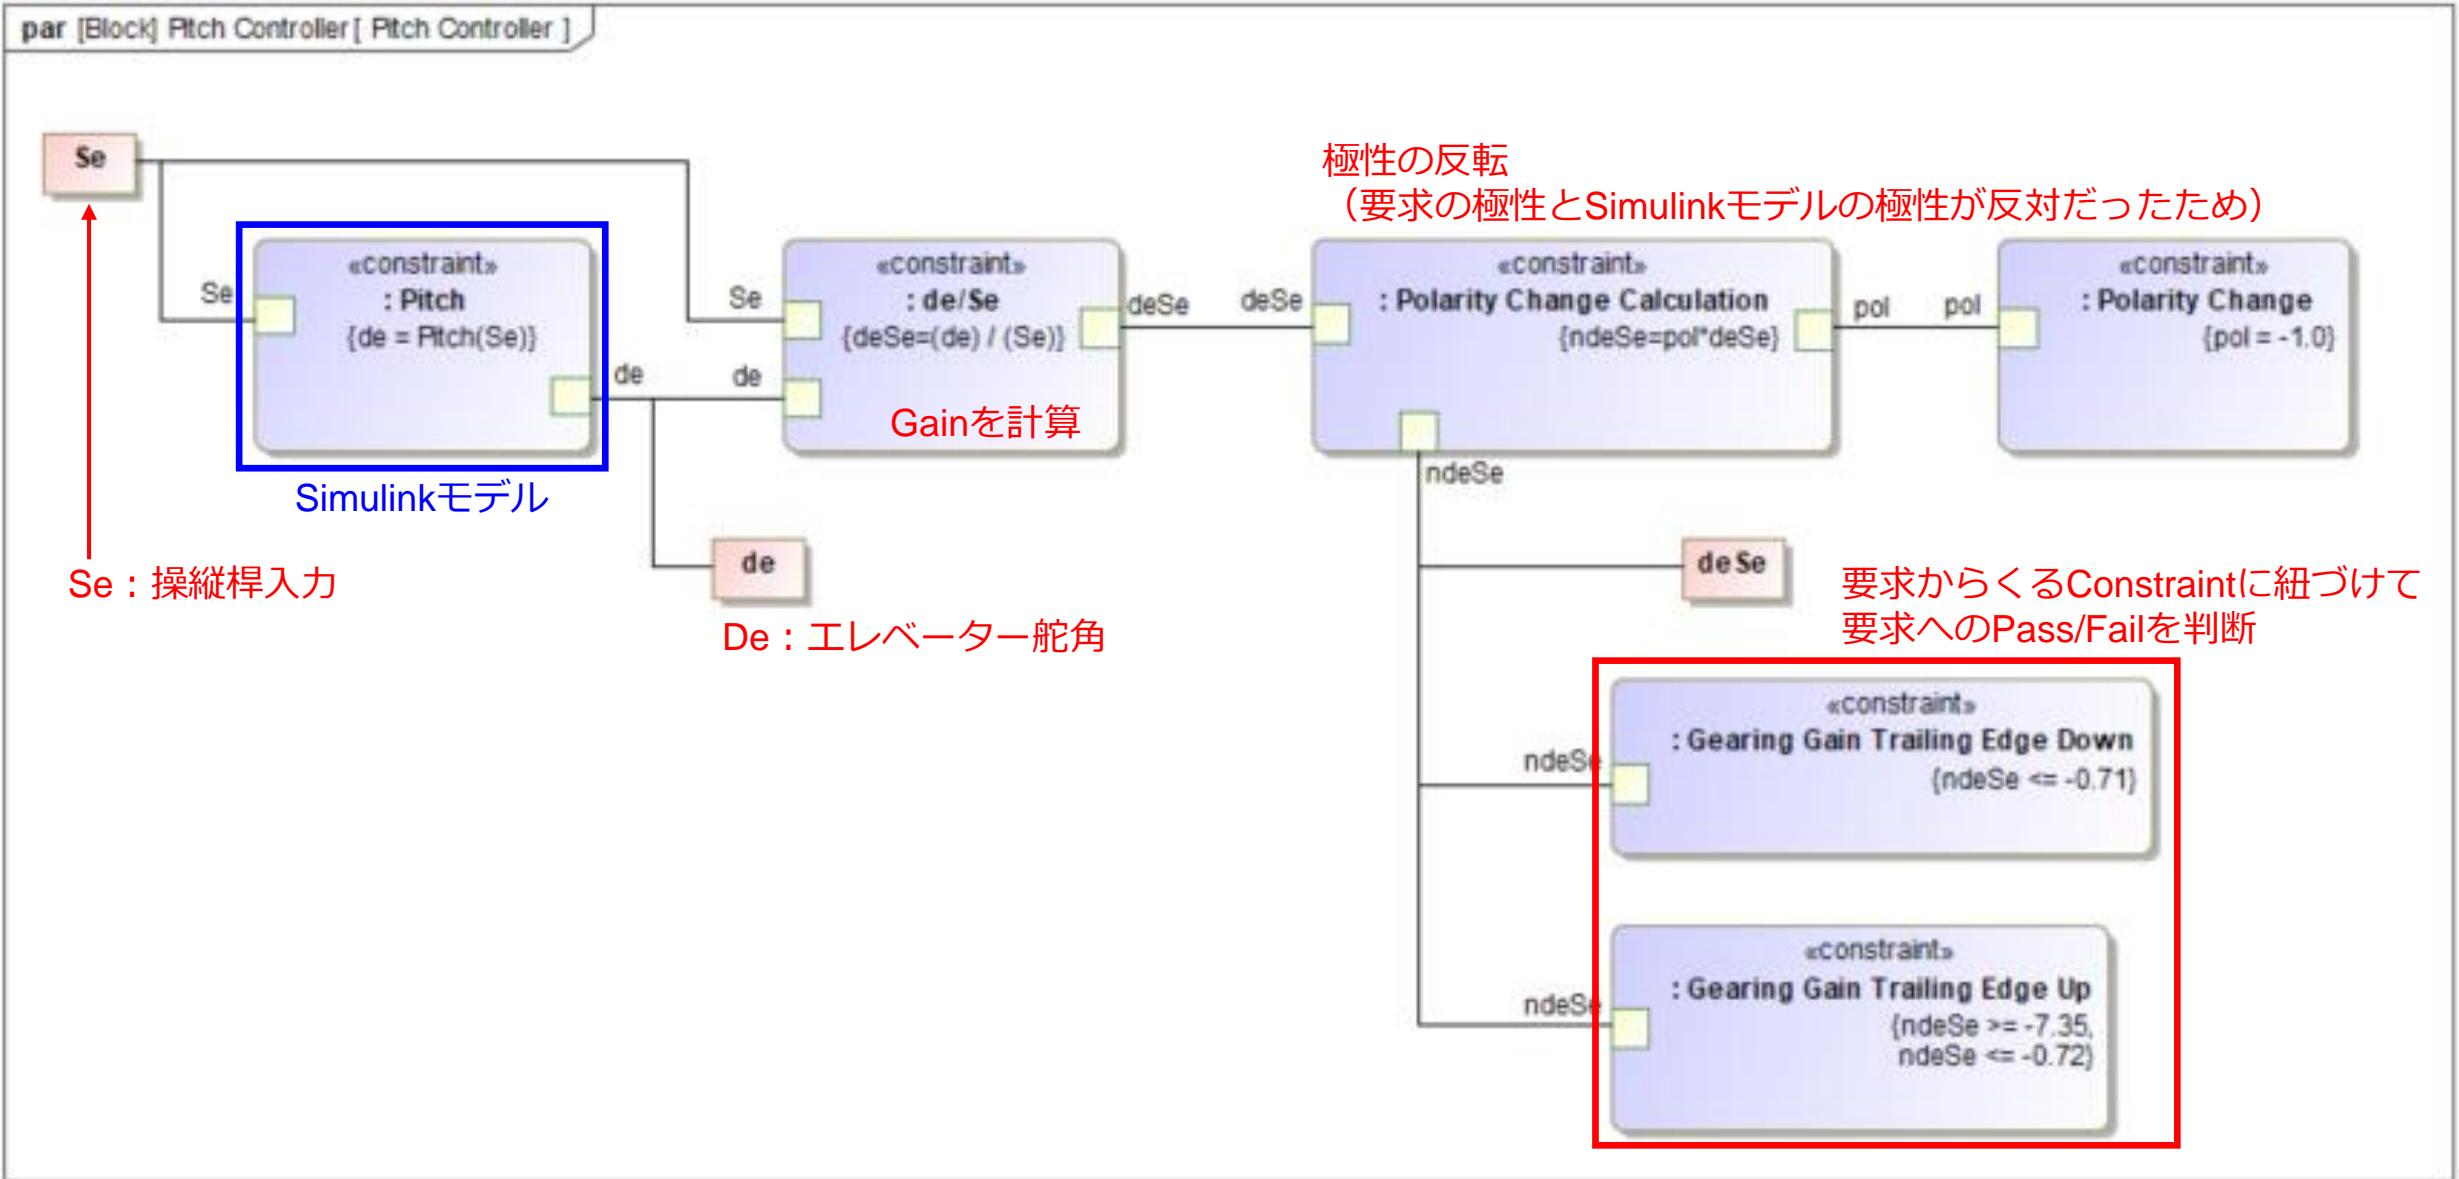 par [Block] Pitch Controller [ Pitch Controller ]
Se
Se
«constraint»
: Pitch
{de = Pitch(Se)}
de
Simulinkモデル
Se：操縦桿入力
de
De：エレベーター舵角
Se
de
«constraint»
: de/Se
{deSe=(de) / (Se)}
Gainを計算
deSe
極性の反転
（要求の極性とSimulinkモデルの極性が反対だったため）
deSe
«constraint»
: Polarity Change Calculation
{ndeSe=pol*deSe}
pol
ndeSe
pol
«constraint»
: Polarity Change
{pol = -1.0}
deSe
要求からくるConstraintに紐づけて
要求へのPass/Failを判断
ndeSe
«constraint»
: Gearing Gain Trailing Edge Down
{ndeSe <= -0.71}
ndeSe
«constraint»
: Gearing Gain Trailing Edge Up
{ndeSe >= -7.35,
ndeSe <= -0.72}